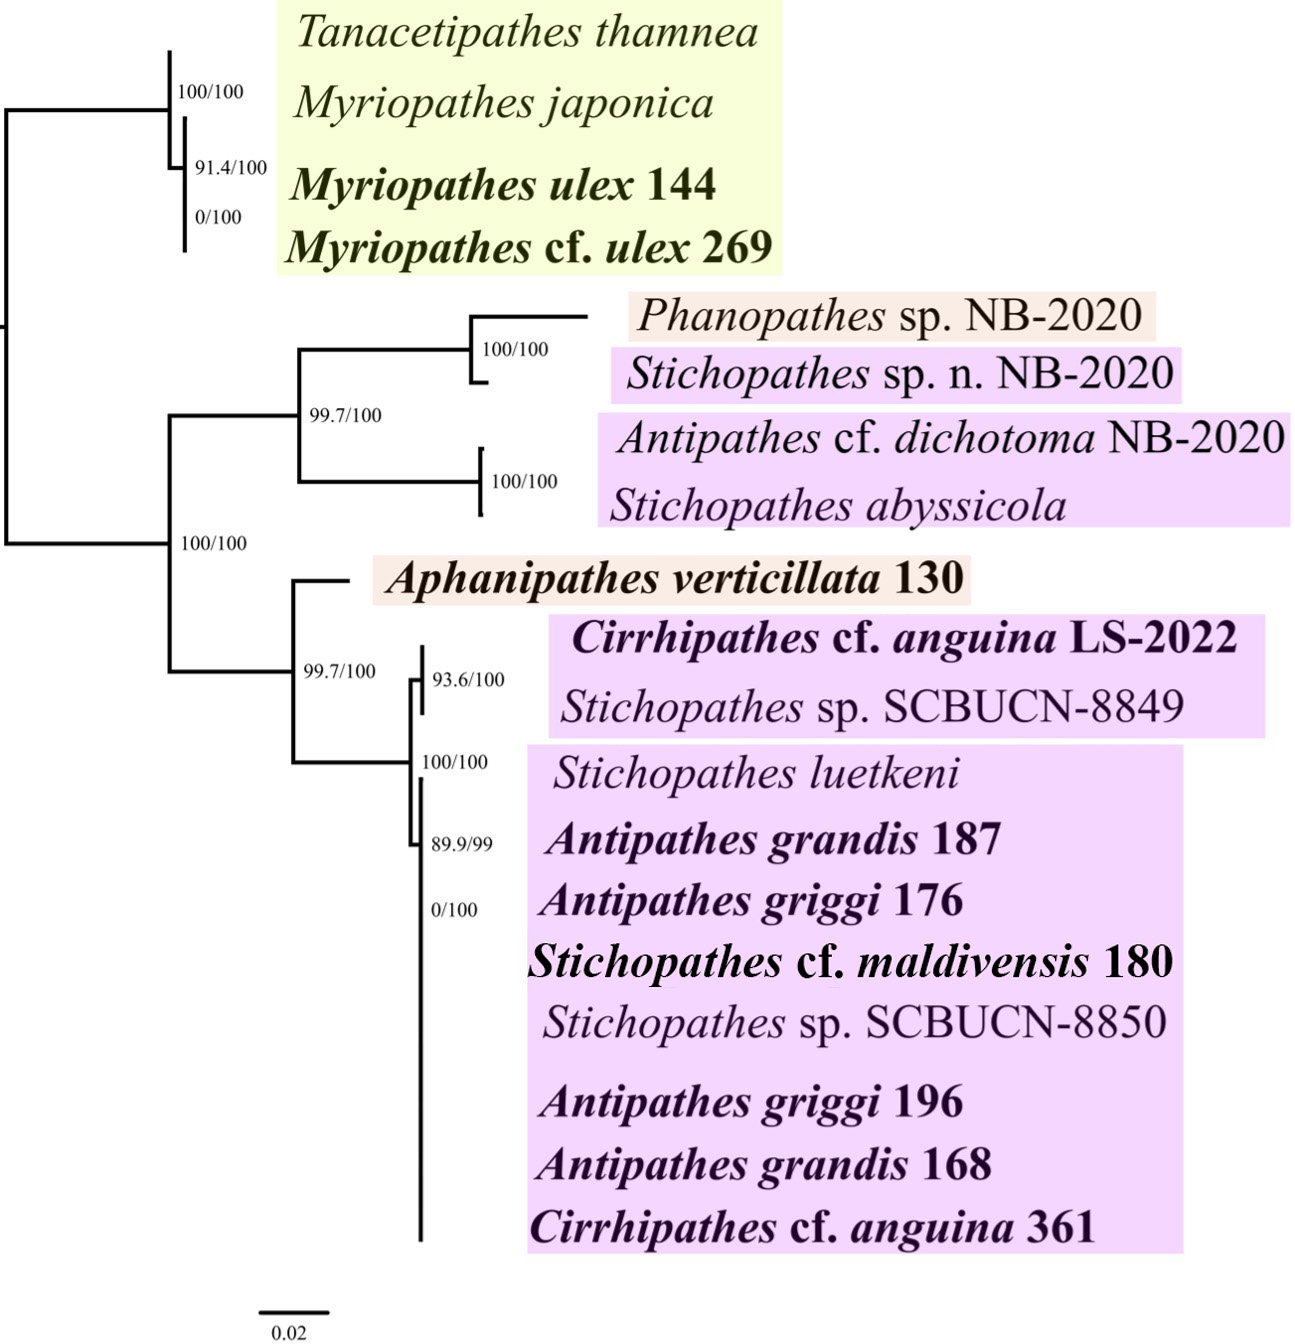 Tanacetipathes thamnea
100/100
Myriopathes japonica
91.4/100
Myriopathes ulex 144
0/100
Myriopathes cf. ulex 269
Phanopathes sp. NB-2020
100/100
Stichopathes sp. n. NB-2020
99.7/100
Antipathes cf. dichotoma NB-2020
100/100
Stichopathes abyssicola
100/100
Aphanipathes verticillata 130
Cirrhipathes cf. anguina LS-2022
99.7/100
93.6/100
Stichopathes sp. SCBUCN-8849
100/100
Stichopathes luetkeni
Antipathes grandis 187
89.9/99
Antipathes griggi 176
0/100
Stichopathes cf. maldivensis 180
Stichopathes sp. SCBUCN-8850
Antipathes griggi 196
Antipathes grandis 168
Cirrhipathes cf. anguina 361
0.02